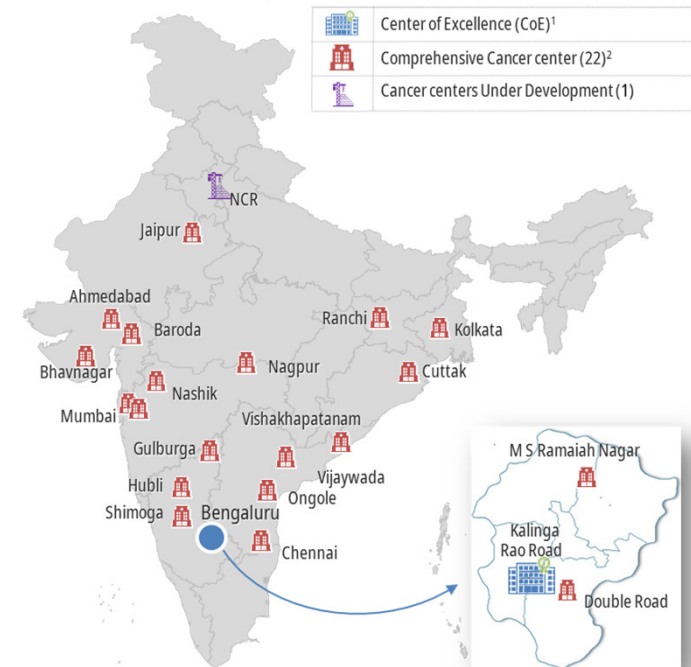 Center of Excellence (CoE)¹
Comprehensive Cancer center (22)²
Cancer centers Under Development (1)
NCR
Jaipur
Ahmedabad
Baroda
Ranchi
Kolkata
Bhavnagar
Nagpur
Cuttak
Nashik
Mumbai
Vishakhapatanam
Gulburga
Vijaywada
Hubli
Ongole
Shimoga
Bengaluru
Chennai
M S Ramaiah Nagar
Kalinga
Rao Road
Double Road